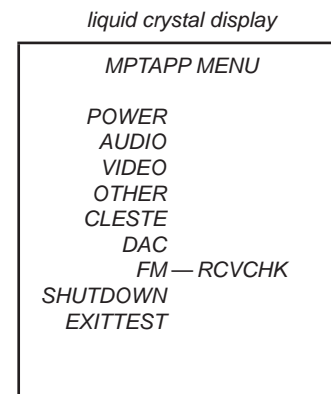 liquid crystal display
MPTAPP MENU
POWER
AUDIO
VIDEO
OTHER
CLESTE
DAC
FM — RCVCHK
SHUTDOWN
EXITTEST